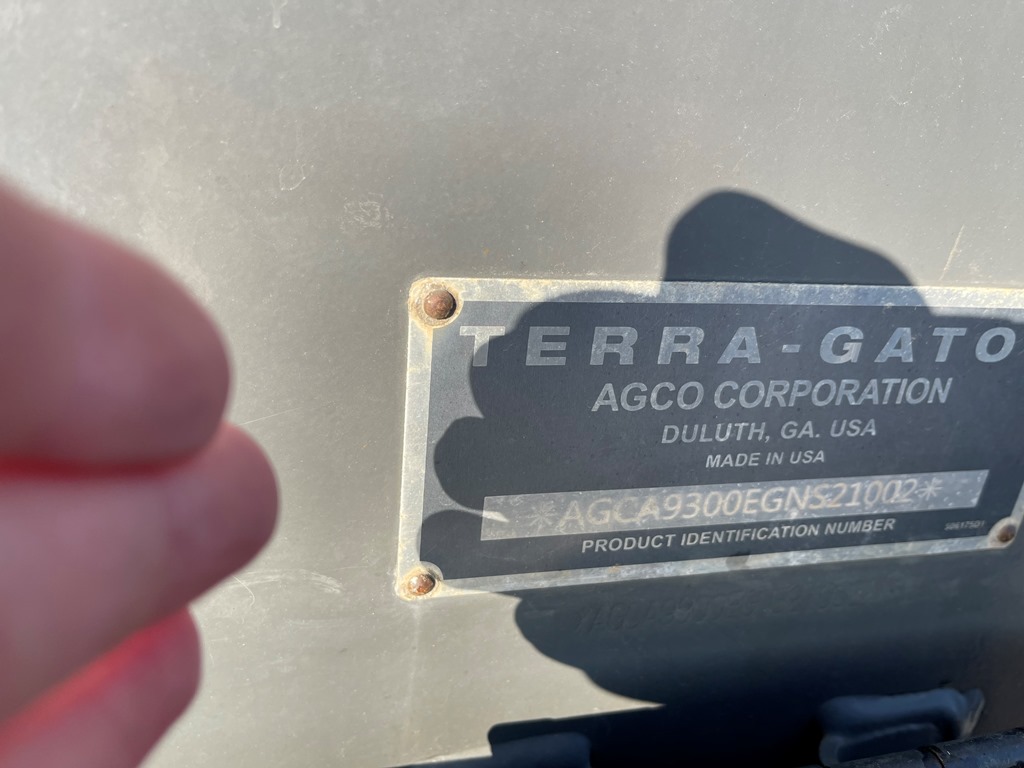 TERRA-GATO
AGCO CORPORATION
DULUTH, GA. USA
MADE IN USA
*AGCA9300EGNS21002*
PRODUCT IDENTIFICATION NUMBER